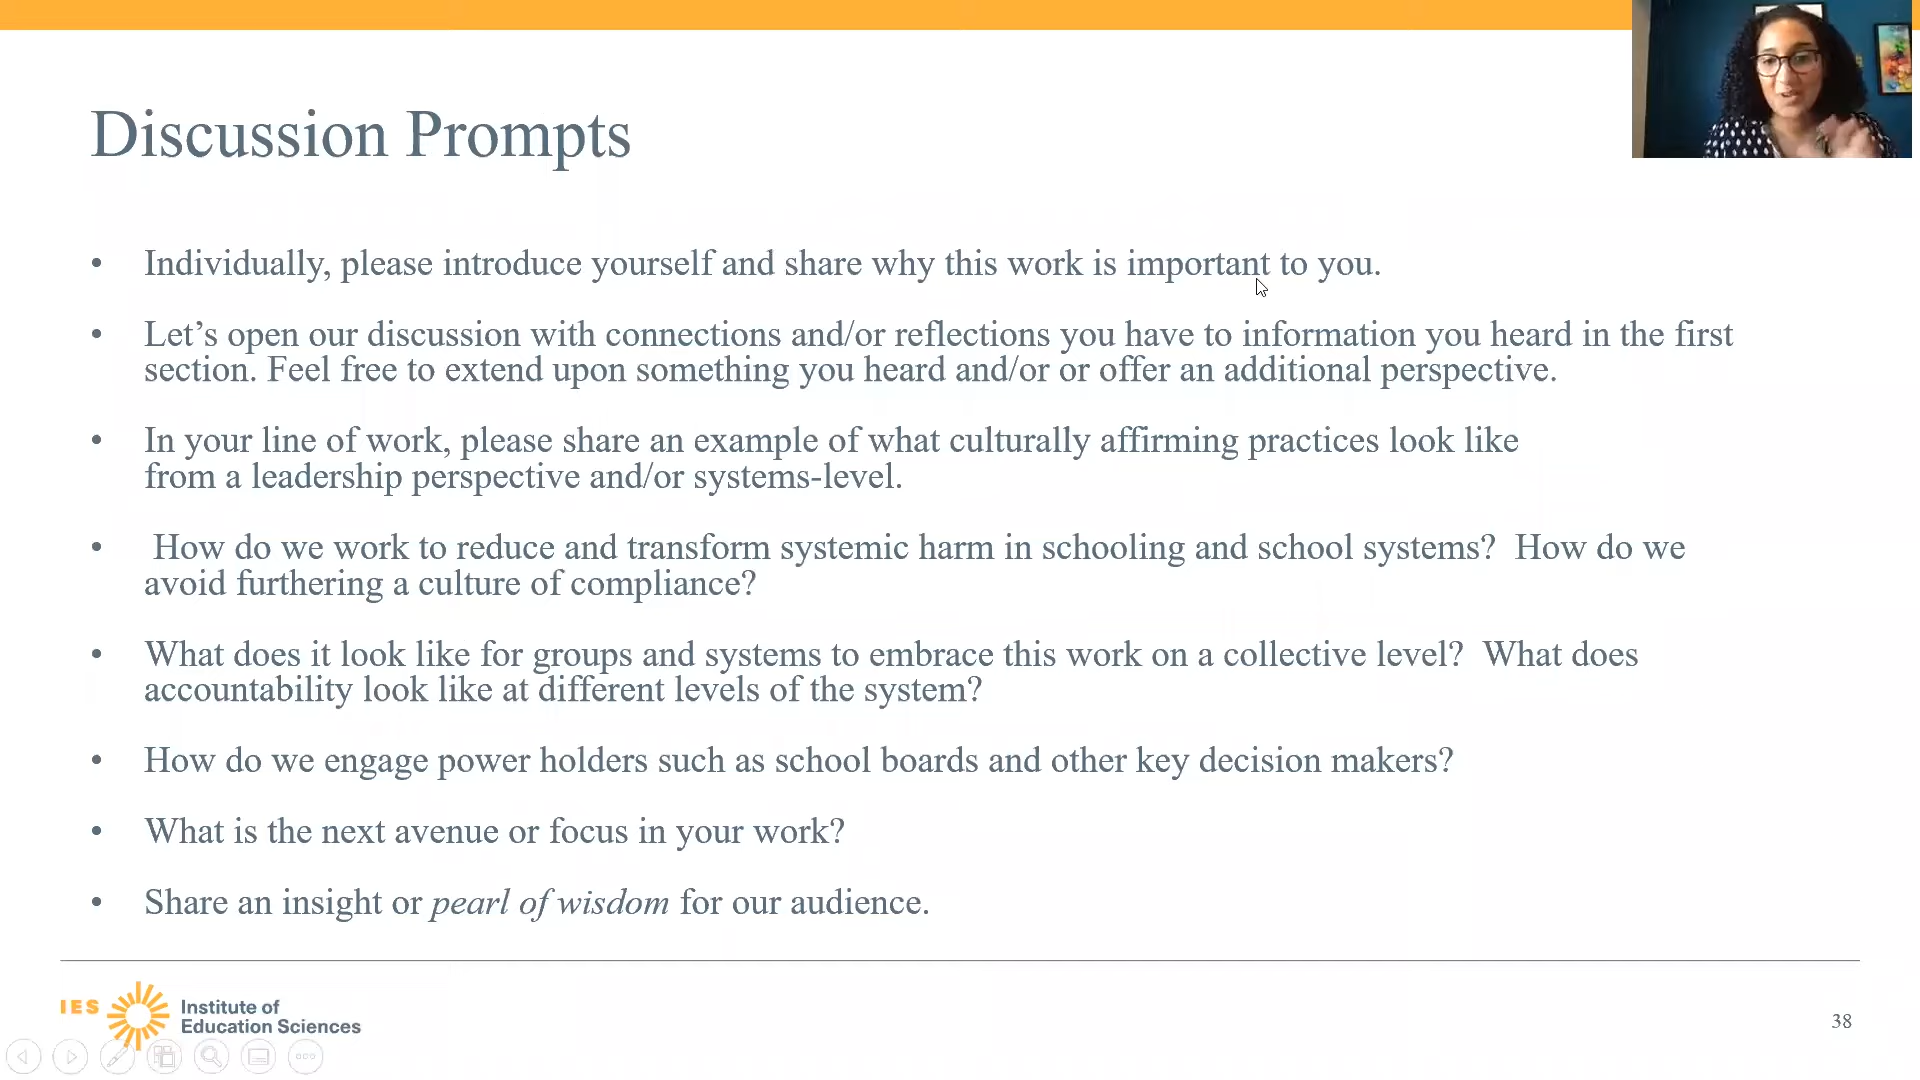 Discussion Prompts
• Individually, please introduce yourself and share why this work is important to you.
• Let’s open our discussion with connections and/or reflections you have to information you heard in the first
section. Feel free to extend upon something you heard and/or or offer an additional perspective.
• In your line of work, please share an example of what culturally affirming practices look like
from a leadership perspective and/or systems-level.
• How do we work to reduce and transform systemic harm in schooling and school systems?  How do we
avoid furthering a culture of compliance?
• What does it look like for groups and systems to embrace this work on a collective level?  What does
accountability look like at different levels of the system?
• How do we engage power holders such as school boards and other key decision makers?
• What is the next avenue or focus in your work?
• Share an insight or pearl of wisdom for our audience.
IES
Institute of
Education Sciences
38